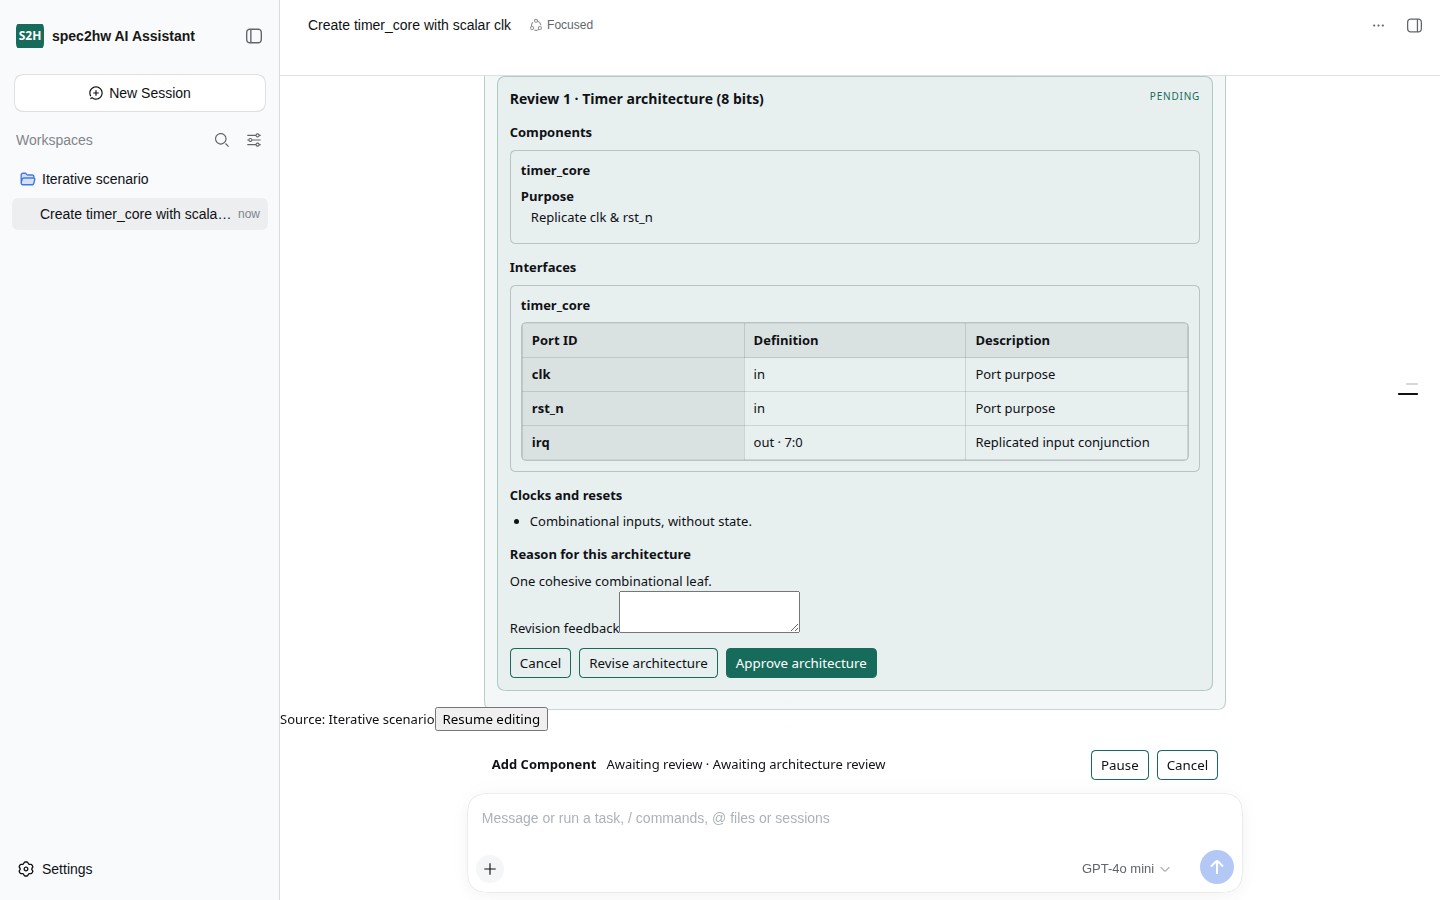 S2H spec2hw AI Assistant
New Session
Workspaces
Iterative scenario
Create timer_core with scala... now
Settings
Create timer_core with scalar clk Focused
Review 1 · Timer architecture (8 bits) PENDING
Components
timer_core
Purpose
Replicate clk & rst_n
Interfaces
timer_core
Port ID Definition Description
clk in Port purpose
rst_n in Port purpose
irq out · 7:0 Replicated input conjunction
Clocks and resets
• Combinational inputs, without state.
Reason for this architecture
One cohesive combinational leaf.
Revision feedback
Cancel Revise architecture Approve architecture
Source: Iterative scenario Resume editing
Add Component Awaiting review · Awaiting architecture review Pause Cancel
Message or run a task, / commands, @ files or sessions
GPT-4o mini